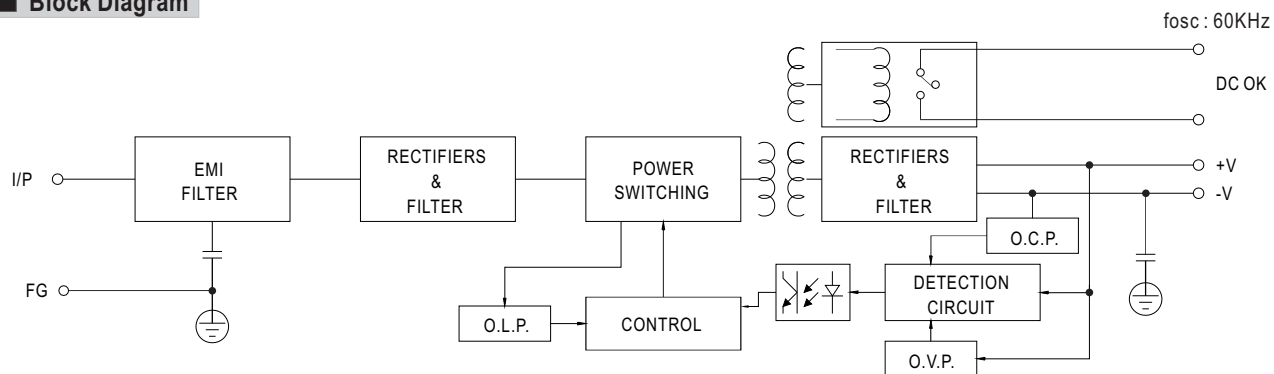 Block Diagram
fosc : 60KHz
DC OK
I/P
EMI
FILTER
RECTIFIERS
&
FILTER
POWER
SWITCHING
RECTIFIERS
&
FILTER
+V
-V
O.C.P.
FG
O.L.P.
CONTROL
DETECTION
CIRCUIT
O.V.P.